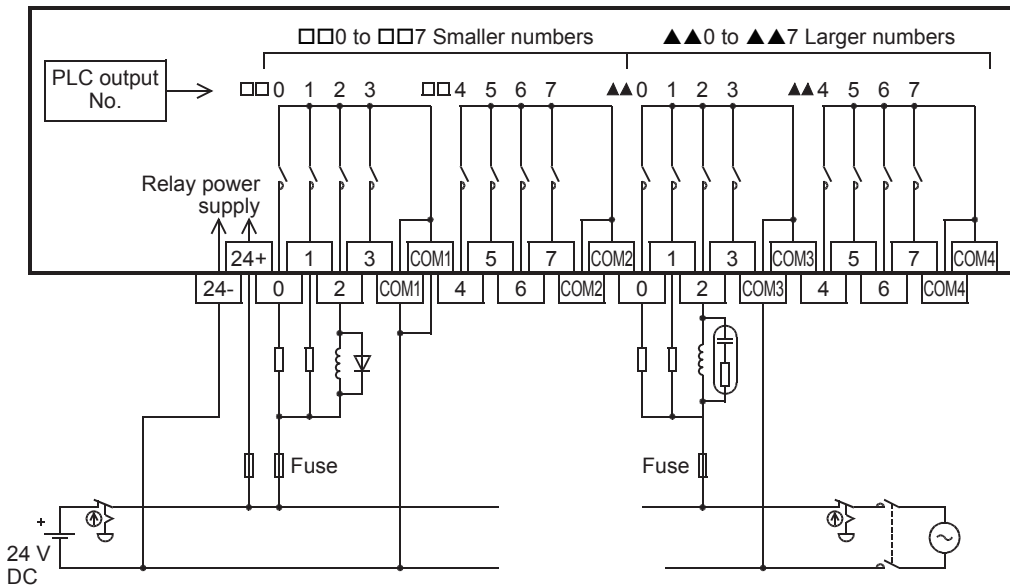 □□0 to □□7 Smaller numbers ▲▲0 to ▲▲7 Larger numbers
PLC output
No.
□□0 1 2 3 □□4 5 6 7 ▲▲0 1 2 3 ▲▲4 5 6 7
Relay power
supply
24+ 1 3 COM1 5 7 COM2 1 3 COM3 5 7 COM4
24- 0 2 COM1 4 6 COM2 0 2 COM3 4 6 COM4
Fuse Fuse
+
24 V
DC